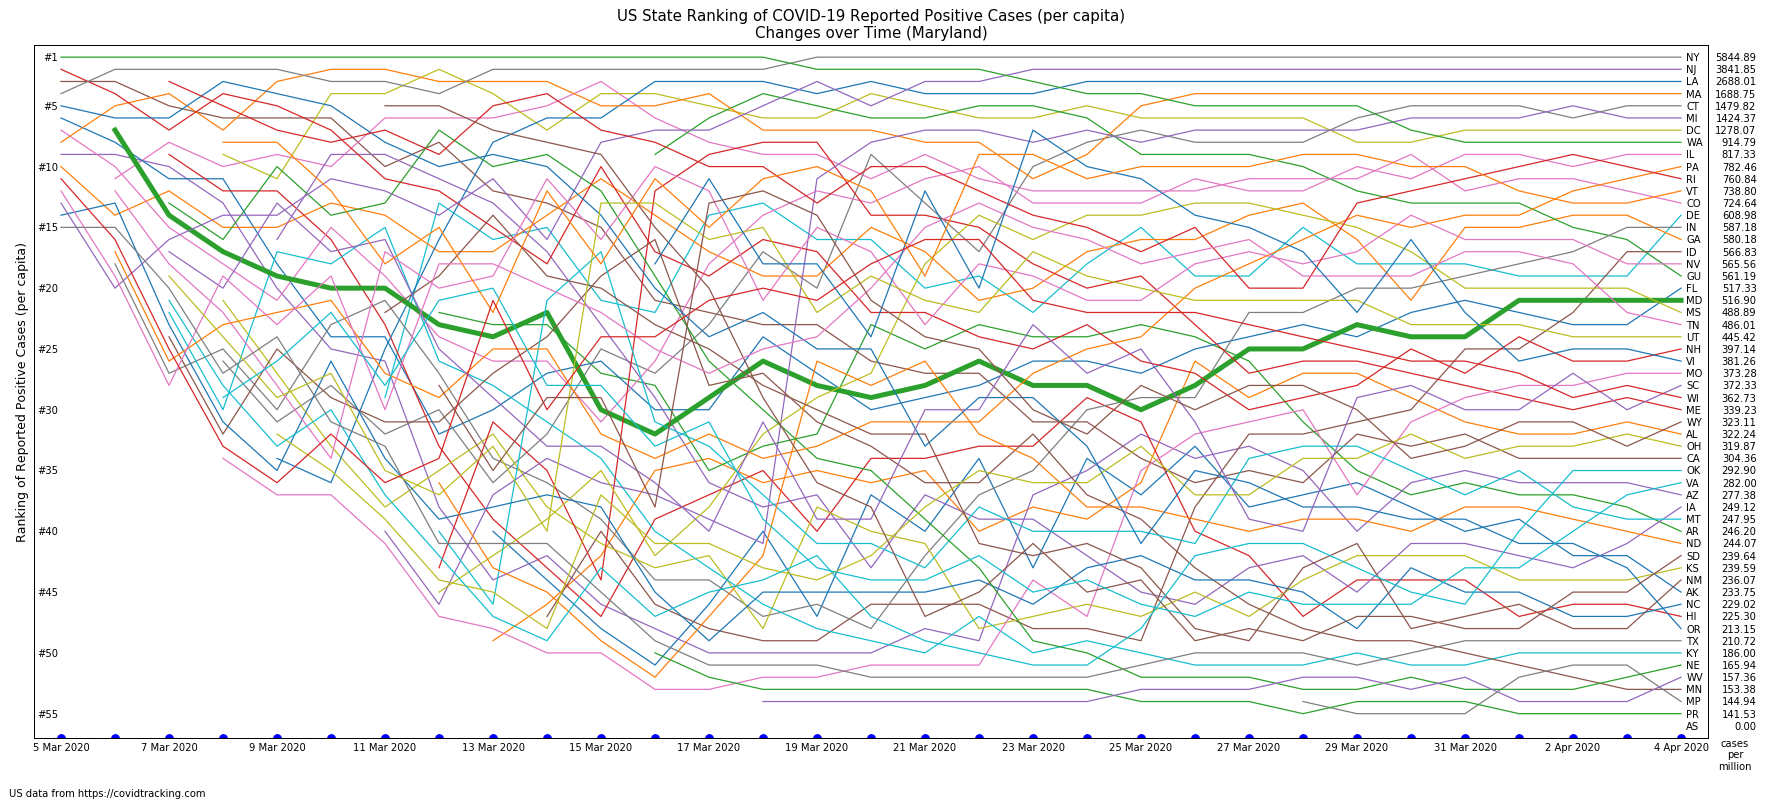 US State Ranking of COVID-19 Reported Positive Cases (per capita)
Changes over Time (Maryland)
Ranking of Reported Positive Cases (per capita)
#1
#5
#10
#15
#20
#25
#30
#35
#40
#45
#50
#55
NY 5844.89
NJ 3841.85
LA 2688.01
MA 1688.75
CT 1479.82
MI 1424.37
DC 1278.07
WA 914.79
IL 817.33
PA 782.46
RI 760.84
VT 738.80
CO 724.64
DE 608.98
IN 587.18
GA 580.18
ID 566.83
NV 565.56
GU 561.19
FL 517.33
MD 516.90
MS 488.89
TN 486.01
UT 445.42
NH 397.14
VI 381.26
MO 373.28
SC 372.33
WI 362.73
ME 339.23
WY 323.11
AL 322.24
OH 319.87
CA 304.36
OK 292.90
VA 282.00
AZ 277.38
IA 249.12
MT 247.95
AR 246.20
ND 244.07
SD 239.64
KS 239.59
NM 236.07
AK 233.75
NC 229.02
HI 225.30
OR 213.15
TX 210.72
KY 186.00
NE 165.94
WV 157.36
MN 153.38
MP 144.94
PR 141.53
AS 0.00
5 Mar 2020 7 Mar 2020 9 Mar 2020 11 Mar 2020 13 Mar 2020 15 Mar 2020 17 Mar 2020 19 Mar 2020 21 Mar 2020 23 Mar 2020 25 Mar 2020 27 Mar 2020 29 Mar 2020 31 Mar 2020 2 Apr 2020 4 Apr 2020
cases
per
million
US data from https://covidtracking.com